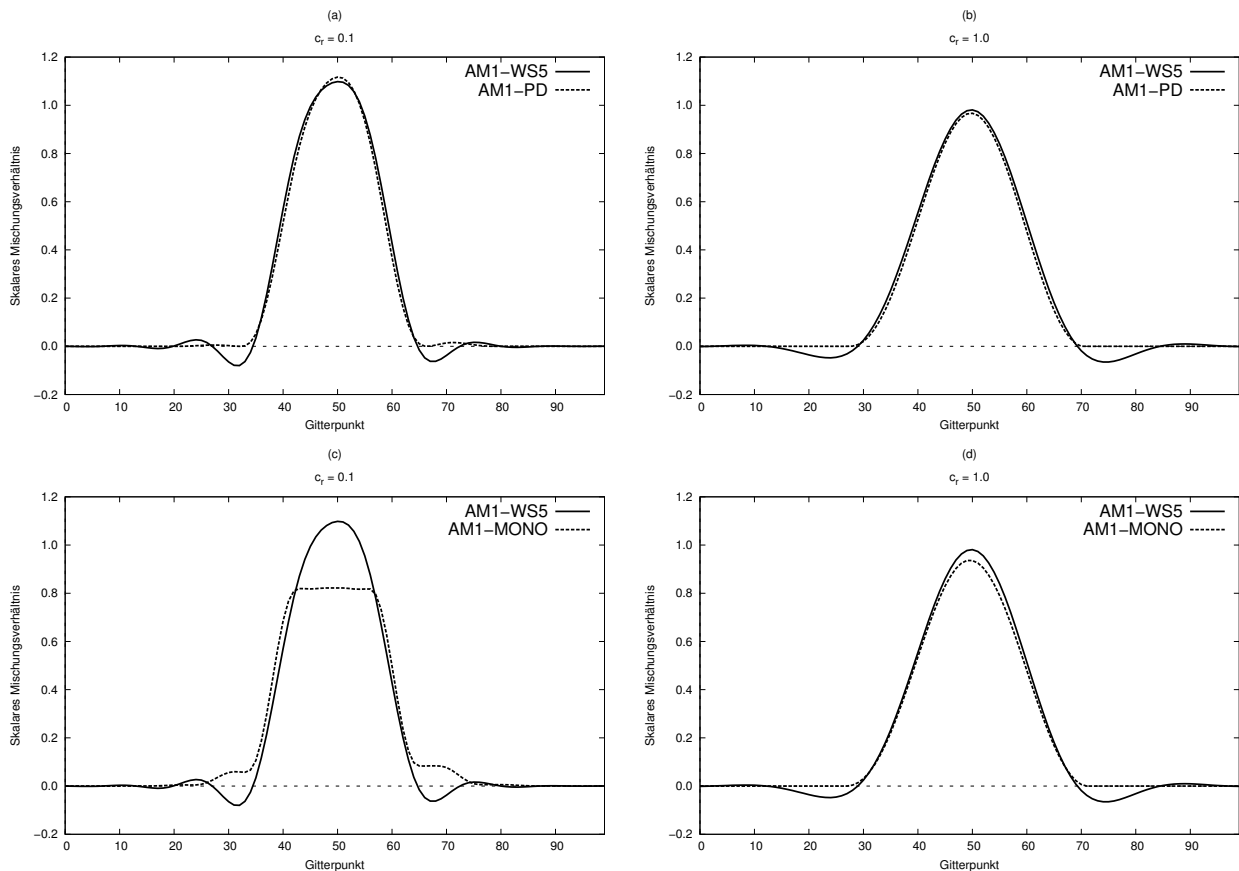 (a)
c_r = 0.1
AM1−WS5
AM1−PD
Skalares Mischungsverhältnis
1.2
1.0
0.8
0.6
0.4
0.2
0.0
−0.2
0 10 20 30 40 50 60 70 80 90
Gitterpunkt
(b)
c_r = 1.0
AM1−WS5
AM1−PD
Skalares Mischungsverhältnis
1.2
1.0
0.8
0.6
0.4
0.2
0.0
−0.2
0 10 20 30 40 50 60 70 80 90
Gitterpunkt
(c)
c_r = 0.1
AM1−WS5
AM1−MONO
Skalares Mischungsverhältnis
1.2
1.0
0.8
0.6
0.4
0.2
0.0
−0.2
0 10 20 30 40 50 60 70 80 90
Gitterpunkt
(d)
c_r = 1.0
AM1−WS5
AM1−MONO
Skalares Mischungsverhältnis
1.2
1.0
0.8
0.6
0.4
0.2
0.0
−0.2
0 10 20 30 40 50 60 70 80 90
Gitterpunkt